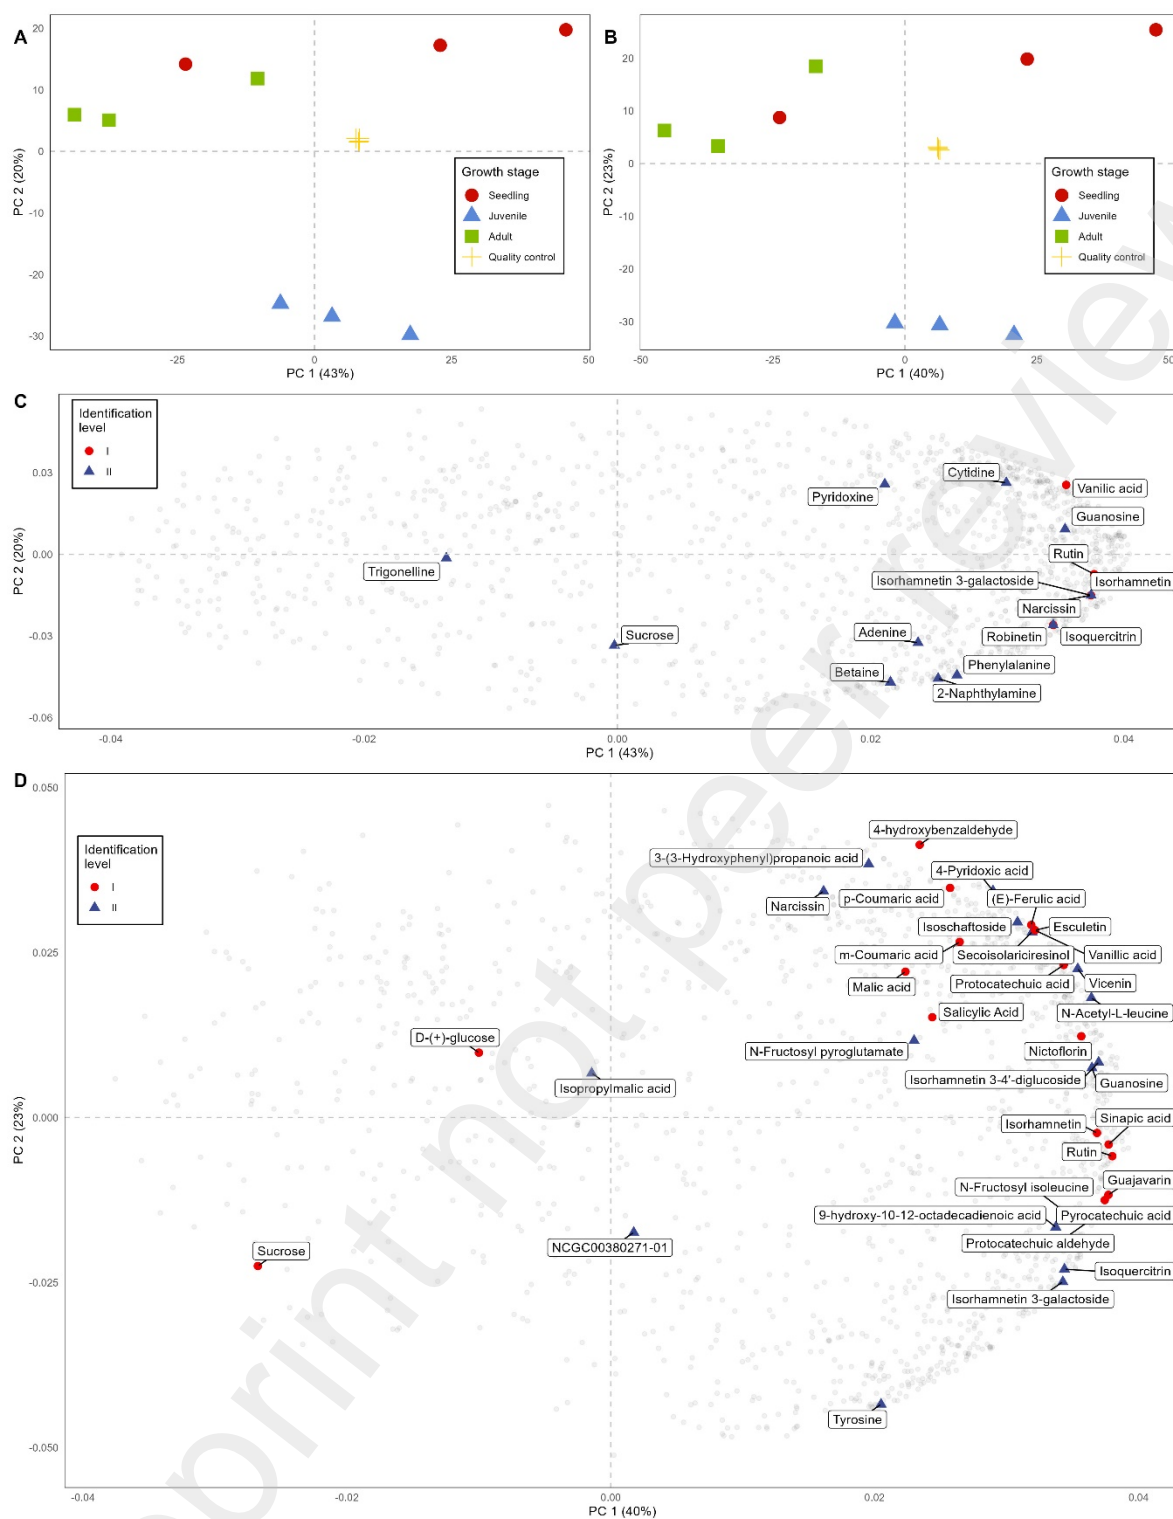 A
20
10
0
-10
-20
-30
PC 2 (20%)
-25
0
25
50
PC 1 (43%)
Growth stage
Seedling
Juvenile
Adult
Quality control
B
20
10
0
-10
-20
-30
PC 2 (23%)
-50
-25
0
25
50
PC 1 (40%)
Growth stage
Seedling
Juvenile
Adult
Quality control
C
Identification
level
I
II
0.03
0.00
-0.03
-0.06
PC 2 (20%)
Cytidine
Pyridoxine
Vanilic acid
Guanosine
Rutin
Trigonelline
Isorhamnetin 3-galactoside
Isorhamnetin
Narcissin
Sucrose
Adenine
Robinetin
Isoquercitrin
Betaine
Phenylalanine
2-Naphthylamine
-0.04
-0.02
0.00
0.02
0.04
PC 1 (43%)
D
Identification
level
I
II
0.050
0.025
0.000
-0.025
-0.050
PC 2 (23%)
4-hydroxybenzaldehyde
3-(3-Hydroxyphenyl)propanoic acid
4-Pyridoxic acid
p-Coumaric acid
(E)-Ferulic acid
Narcissin
Isoschaftoside
Esculetin
m-Coumaric acid
Secoisolariciresinol
Vanillic acid
Malic acid
Protocatechuic acid
Vicenin
Salicylic Acid
N-Acetyl-L-leucine
D-(+)-glucose
N-Fructosyl pyroglutamate
Nictoflorin
Isopropylmalic acid
Isorhamnetin 3-4'-diglucoside
Guanosine
Isorhamnetin
Sinapic acid
Rutin
N-Fructosyl isoleucine
Guajavarin
9-hydroxy-10-12-octadecadienoic acid
Pyrocatechuic acid
Protocatechuic aldehyde
NCGC00380271-01
Sucrose
Isoquercitrin
Isorhamnetin 3-galactoside
Tyrosine
-0.04
-0.02
0.00
0.02
0.04
PC 1 (40%)
print not peer review